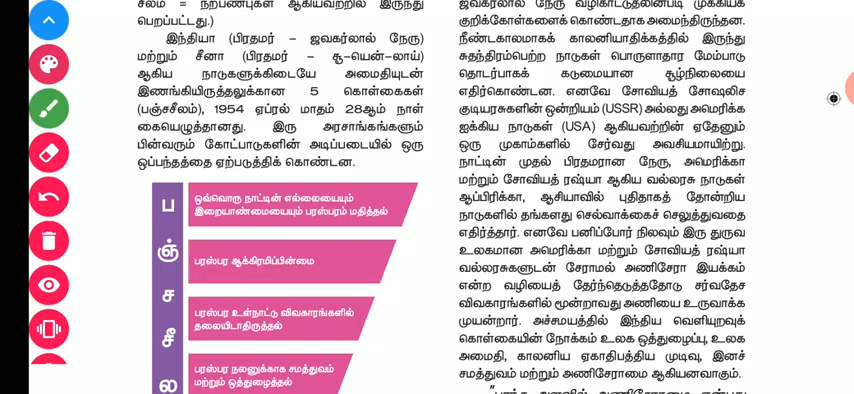 சீலம் = நற்பண்புகள் ஆகியவற்றில் இருந்து
பெறப்பட்டது.)
இந்தியா (பிரதமர் – ஜவகர்லால் நேரு)
மற்றும் சீனா (பிரதமர் – சூ–யென்–லாய்)
ஆகிய நாடுகளுக்கிடையே அமைதியுடன்
இணங்கியிருத்தலுக்கான 5 கொள்கைகள்
(பஞ்சசீலம்), 1954 ஏப்ரல் மாதம் 28ஆம் நாள்
கையெழுத்தானது. இரு அரசாங்கங்களும்
பின்வரும் கோட்பாடுகளின் அடிப்படையில் ஒரு
ஒப்பந்தத்தை ஏற்படுத்திக் கொண்டன.
ப
ஞ்
ச
சீ
ல
ஒவ்வொரு நாட்டின் எல்லையையும்
இறையாண்மையையும் பரஸ்பரம் மதித்தல்
பரஸ்பர ஆக்கிரமிப்பின்மை
பரஸ்பர உள்நாட்டு விவகாரங்களில்
தலையிடாதிருத்தல்
பரஸ்பர நலனுக்காக சமத்துவம்
மற்றும் ஒத்துழைத்தல்
ஜவகர்லால் நேரு வழிகாட்டுதலின்படி முக்கியக்
குறிக்கோள்களைக் கொண்டதாக அமைந்திருந்தன.
நீண்டகாலமாகக் காலனியாதிக்கத்தில் இருந்து
சுதந்திரம்பெற்ற நாடுகள் பொருளாதார மேம்பாடு
தொடர்பாகக் கடுமையான சூழ்நிலையை
எதிர்கொண்டன. எனவே சோவியத் சோஷலிச
குடியரசுகளின் ஒன்றியம் (USSR) அல்லது அமெரிக்க
ஐக்கிய நாடுகள் (USA) ஆகியவற்றின் ஏதேனும்
ஒரு முகாம்களில் சேர்வது அவசியமாயிற்று.
நாட்டின் முதல் பிரதமரான நேரு, அமெரிக்கா
மற்றும் சோவியத் ரஷ்யா ஆகிய வல்லரசு நாடுகள்
ஆப்பிரிக்கா, ஆசியாவில் புதிதாகத் தோன்றிய
நாடுகளில் தங்களது செல்வாக்கைச் செலுத்துவதை
எதிர்த்தார். எனவே பனிப்போர் நிலவும் இரு துருவ
உலகமான அமெரிக்கா மற்றும் சோவியத் ரஷ்யா
வல்லரசுகளுடன் சேராமல் அணிசேரா இயக்கம்
என்ற வழியைத் தேர்ந்தெடுத்ததோடு சர்வதேச
விவகாரங்களில் மூன்றாவது அணியை உருவாக்க
முயன்றார். அச்சமயத்தில் இந்திய வெளியுறவுக்
கொள்கையின் நோக்கம் உலக ஒத்துழைப்பு, உலக
அமைதி, காலனிய ஏகாதிபத்திய முடிவு, இனச்
சமத்துவம் மற்றும் அணிசேராமை ஆகியனவாகும்.